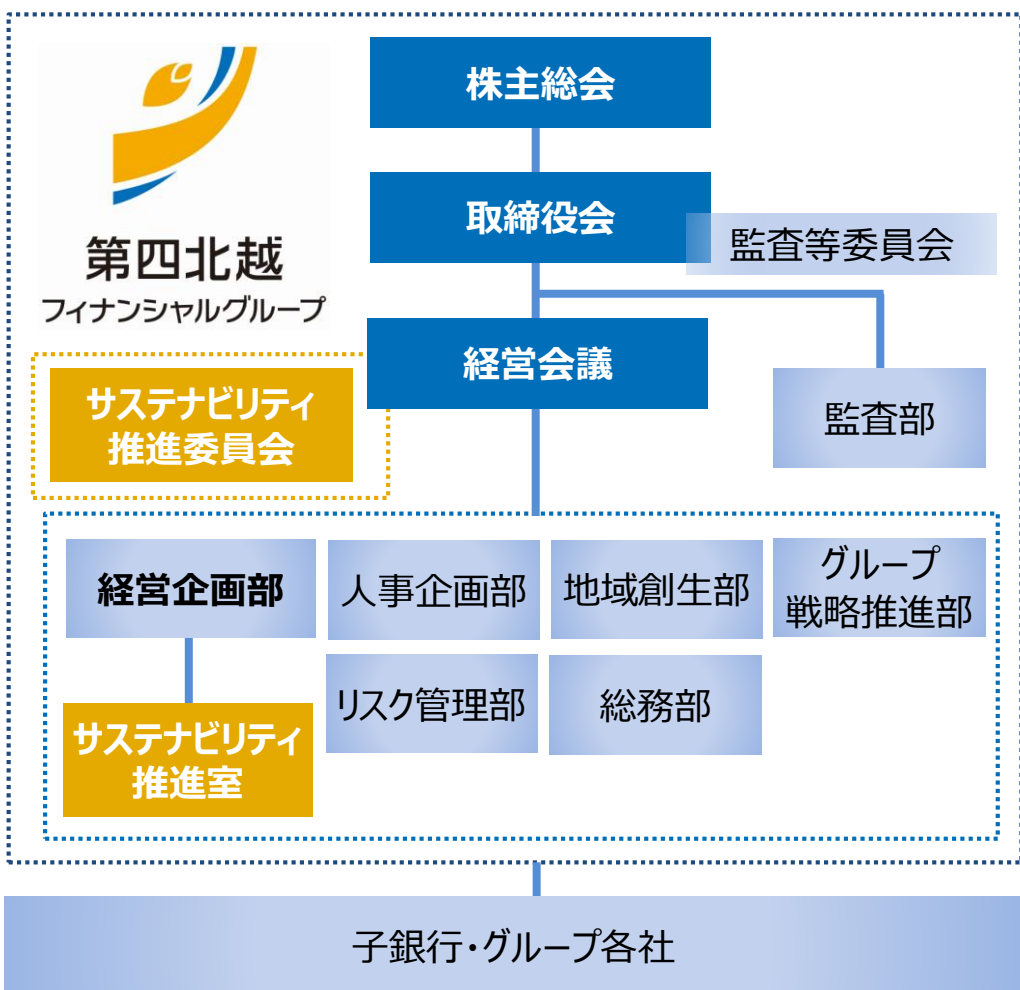 第四北越
フィナンシャルグループ
株主総会
取締役会
監査等委員会
経営会議
サステナビリティ
推進委員会
監査部
経営企画部
人事企画部
地域創生部
グループ
戦略推進部
サステナビリティ
推進室
リスク管理部
総務部
子銀行・グループ各社